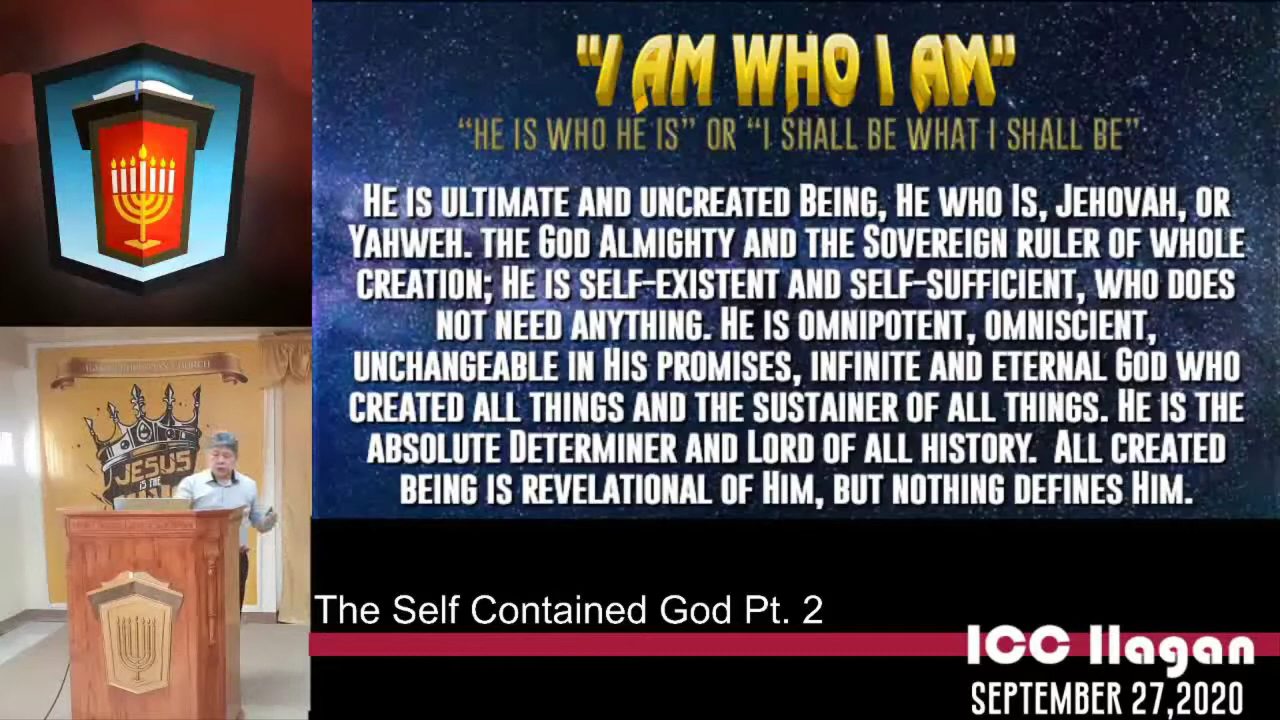 "I AM WHO I AM"
"HE IS WHO HE IS" OR "I SHALL BE WHAT I SHALL BE"
HE IS ULTIMATE AND UNCREATED BEING, HE WHO IS, JEHOVAH, OR
YAHWEH. THE GOD ALMIGHTY AND THE SOVEREIGN RULER OF WHOLE
CREATION; HE IS SELF-EXISTENT AND SELF-SUFFICIENT, WHO DOES
NOT NEED ANYTHING. HE IS OMNIPOTENT, OMNISCIENT,
UNCHANGEABLE IN HIS PROMISES, INFINITE AND ETERNAL GOD WHO
CREATED ALL THINGS AND THE SUSTAINER OF ALL THINGS. HE IS THE
ABSOLUTE DETERMINER AND LORD OF ALL HISTORY. ALL CREATED
BEING IS REVELATIONAL OF HIM, BUT NOTHING DEFINES HIM.
CHRISTIAN CHURCH
JESUS
IS THE
The Self Contained God Pt. 2
ICC Ilagan
SEPTEMBER 27,2020